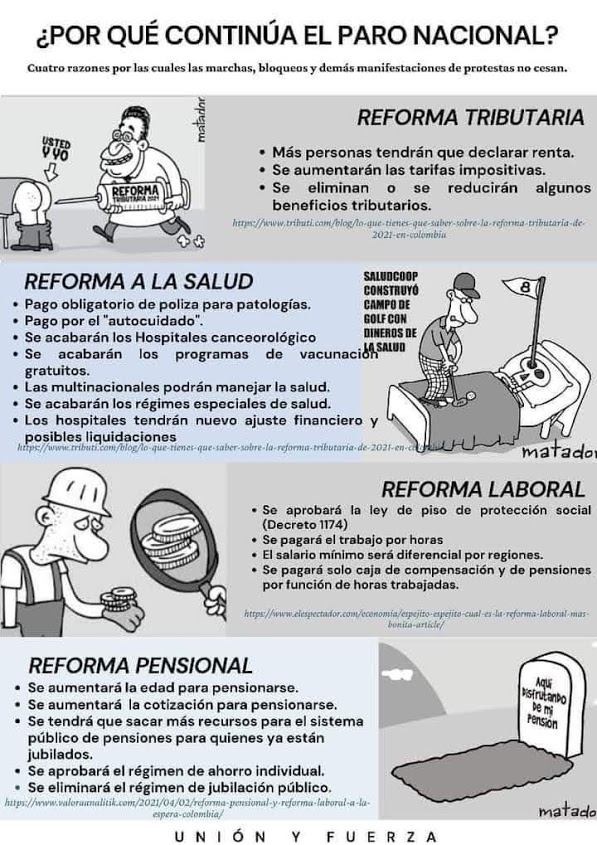 ¿POR QUÉ CONTINÚA EL PARO NACIONAL?
Cuatro razones por las cuales las marchas, bloqueos y demás manifestaciones de protestas no cesan.
USTED
Y YO
REFORMA
TRIBUTARIA 2021
matador
REFORMA TRIBUTARIA
• Más personas tendrán que declarar renta.
• Se aumentarán las tarifas impositivas.
• Se eliminan o se reducirán algunos
beneficios tributarios.
https://www.tributi.com/blog/lo-que-tienes-que-saber-sobre-la-reforma-tributaria-de-
2021-en-colombia
REFORMA A LA SALUD
• Pago obligatorio de poliza para patologías.
• Pago por el "autocuidado".
• Se acabarán los Hospitales canceorológico
• Se acabarán los programas de vacunación
gratuitos.
• Las multinacionales podrán manejar la salud.
• Se acabarán los régimes especiales de salud.
• Los hospitales tendrán nuevo ajuste financiero y
posibles liquidaciones
https://www.tributi.com/blog/lo-que-tienes-que-saber-sobre-la-reforma-tributaria-de-2021-en-colombia
SALUDCOOP
CONSTRUYÓ
CAMPO DE
GOLF CON
DINEROS DE
LA SALUD
8
matador
REFORMA LABORAL
• Se aprobará la ley de piso de protección social
(Decreto 1174)
• Se pagará el trabajo por horas
• El salario mínimo será diferencial por regiones.
• Se pagará solo caja de compensación y de pensiones
por función de horas trabajadas.
https://www.elespectador.com/economia/espejito-espejito-cual-es-la-reforma-laboral-mas-
bonita-article/
REFORMA PENSIONAL
• Se aumentará la edad para pensionarse.
• Se aumentará la cotización para pensionarse.
• Se tendrá que sacar más recursos para el sistema
público de pensiones para quienes ya están
jubilados.
• Se aprobará el régimen de ahorro individual.
• Se eliminará el régimen de jubilación público.
https://www.valoraanalitik.com/2021/04/02/reforma-pensional-y-reforma-laboral-a-la-
espera-colombia/
Aqui
Disfrutando
De mi
Pension
matado
UNIÓN Y FUERZA